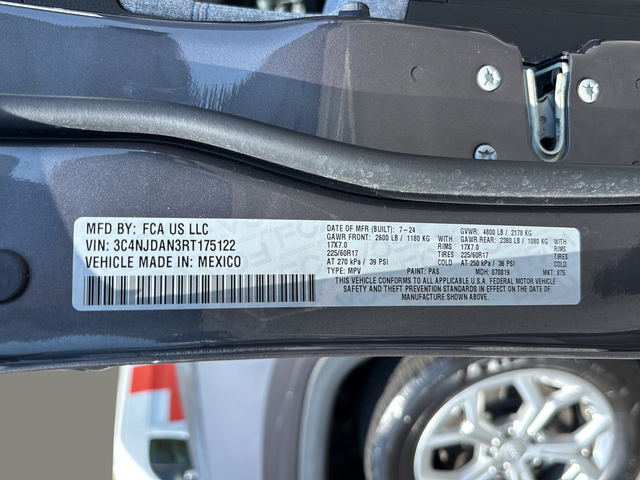 MFD BY: FCA US LLC
VIN: 3C4NJDAN3RT175122
VEHICLE MADE IN: MEXICO
DATE OF MFR (BUILT): 7-24 GVWR: 4800 LB / 2178 KG
GAWR FRONT: 2600 LB / 1180 KG GAWR REAR: 2380 LB / 1080 KG
17X7.0 RIMS 17X7.0 RIMS
225/60R17 TIRES 225/60R17 TIRES
AT 270 kPa / 39 PSI COLD AT 250 kPa / 36 PSI COLD
TYPE: MPV PAINT: PAS MDH: 070819 MKT: 875
THIS VEHICLE CONFORMS TO ALL APPLICABLE U.S.A. FEDERAL MOTOR VEHICLE
SAFETY AND THEFT PREVENTION STANDARDS IN EFFECT ON THE DATE OF
MANUFACTURE SHOWN ABOVE